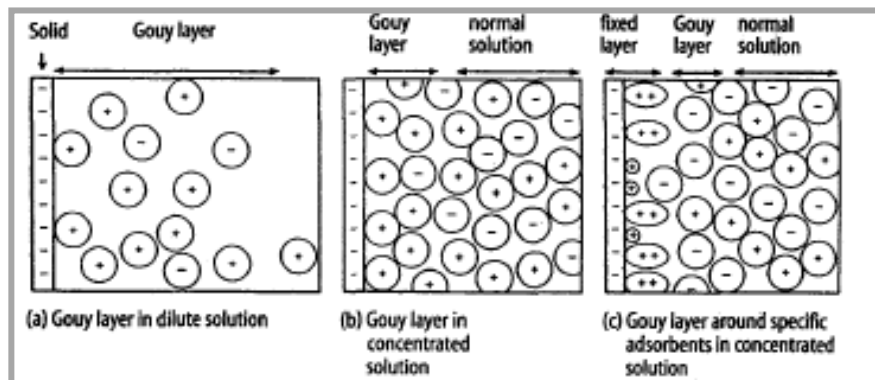 Solid
Gouy layer
Gouy layer
normal solution
fixed layer
Gouy layer
normal solution
(a) Gouy layer in dilute solution
(b) Gouy layer in
concentrated
solution
(c) Gouy layer around specific
adsorbents in concentrated
solution